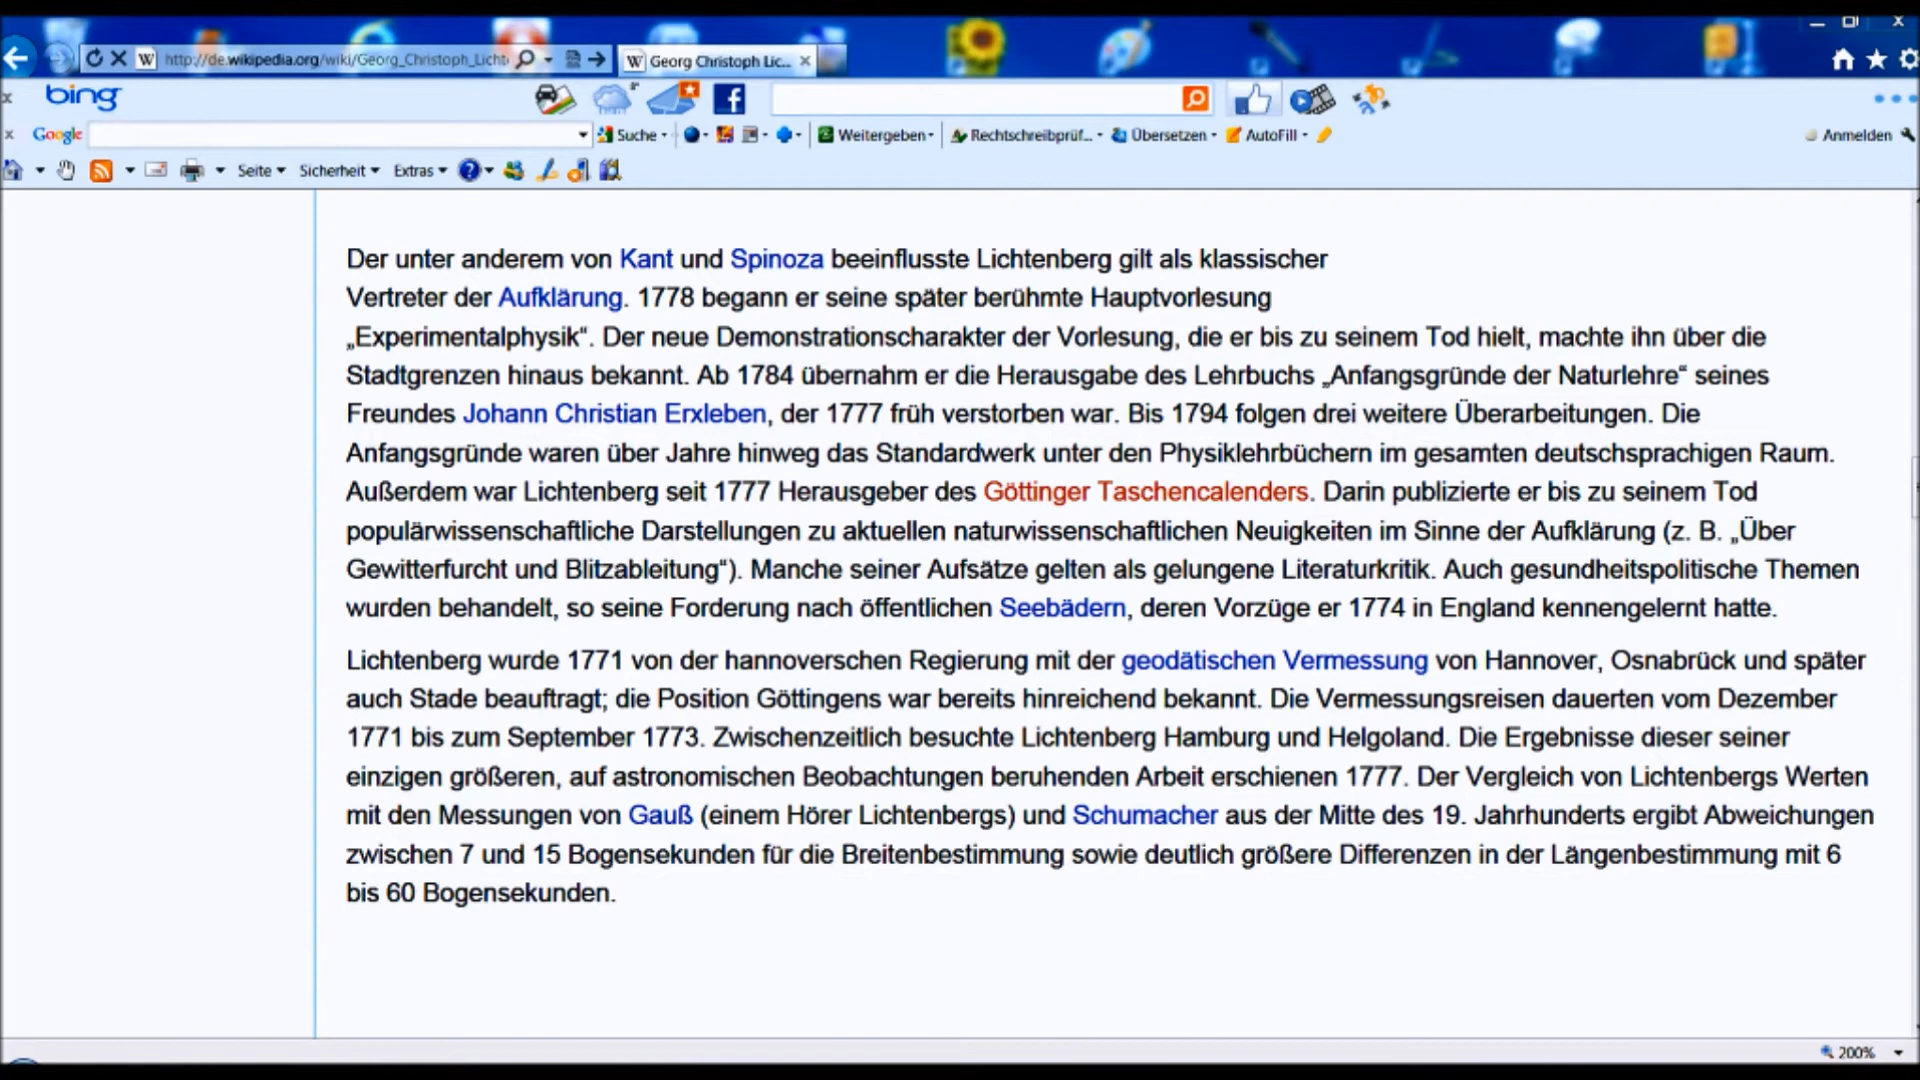 http://de.wikipedia.org/wiki/Georg_Christoph_Licht
W Georg Christoph Lic...
bing
Google Suche Weitergeben Rechtschreibprüf... Übersetzen AutoFill Anmelden
Seite Sicherheit Extras
Der unter anderem von Kant und Spinoza beeinflusste Lichtenberg gilt als klassischer
Vertreter der Aufklärung. 1778 begann er seine später berühmte Hauptvorlesung
„Experimentalphysik“. Der neue Demonstrationscharakter der Vorlesung, die er bis zu seinem Tod hielt, machte ihn über die
Stadtgrenzen hinaus bekannt. Ab 1784 übernahm er die Herausgabe des Lehrbuchs „Anfangsgründe der Naturlehre“ seines
Freundes Johann Christian Erxleben, der 1777 früh verstorben war. Bis 1794 folgen drei weitere Überarbeitungen. Die
Anfangsgründe waren über Jahre hinweg das Standardwerk unter den Physiklehrbüchern im gesamten deutschsprachigen Raum.
Außerdem war Lichtenberg seit 1777 Herausgeber des Göttinger Taschencalenders. Darin publizierte er bis zu seinem Tod
populärwissenschaftliche Darstellungen zu aktuellen naturwissenschaftlichen Neuigkeiten im Sinne der Aufklärung (z. B. „Über
Gewitterfurcht und Blitzableitung“). Manche seiner Aufsätze gelten als gelungene Literaturkritik. Auch gesundheitspolitische Themen
wurden behandelt, so seine Forderung nach öffentlichen Seebädern, deren Vorzüge er 1774 in England kennengelernt hatte.
Lichtenberg wurde 1771 von der hannoverschen Regierung mit der geodätischen Vermessung von Hannover, Osnabrück und später
auch Stade beauftragt; die Position Göttingens war bereits hinreichend bekannt. Die Vermessungsreisen dauerten vom Dezember
1771 bis zum September 1773. Zwischenzeitlich besuchte Lichtenberg Hamburg und Helgoland. Die Ergebnisse dieser seiner
einzigen größeren, auf astronomischen Beobachtungen beruhenden Arbeit erschienen 1777. Der Vergleich von Lichtenbergs Werten
mit den Messungen von Gauß (einem Hörer Lichtenbergs) und Schumacher aus der Mitte des 19. Jahrhunderts ergibt Abweichungen
zwischen 7 und 15 Bogensekunden für die Breitenbestimmung sowie deutlich größere Differenzen in der Längenbestimmung mit 6
bis 60 Bogensekunden.
200%